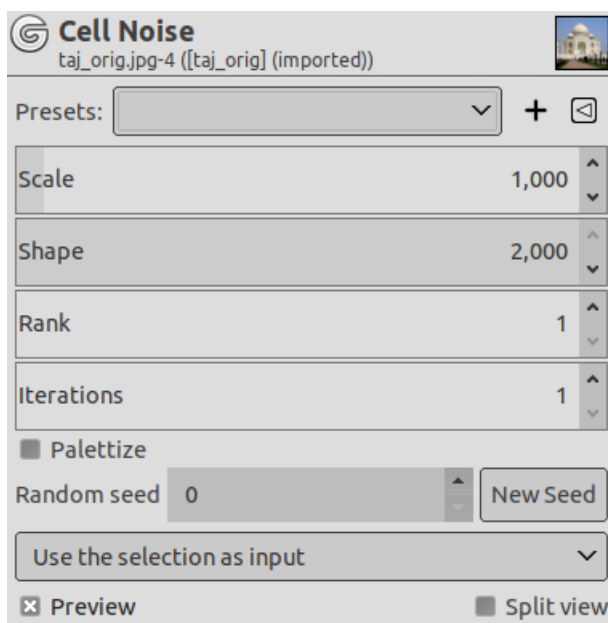 Cell Noise
taj_orig.jpg-4 ([taj_orig] (imported))
Presets:
Scale 1,000
Shape 2,000
Rank 1
Iterations 1
Palettize
Random seed 0 New Seed
Use the selection as input
Preview Split view